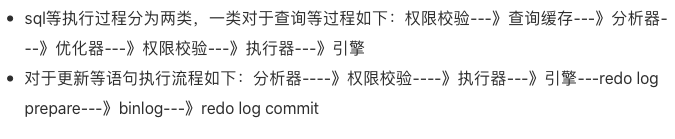 sql等执行过程分为两类，一类对于查询等过程如下：权限校验---》查询缓存---》分析器-
--》优化器---》权限校验---》执行器---》引擎
对于更新等语句执行流程如下：分析器----》权限校验----》执行器---》引擎---redo log
prepare---》binlog---》redo log commit